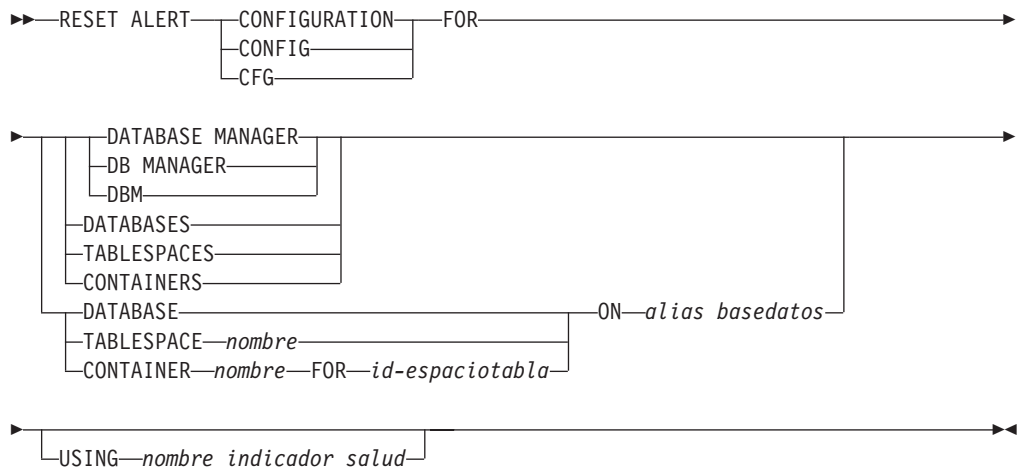 RESET ALERT CONFIGURATION FOR
CONFIG
CFG
DATABASE MANAGER
DB MANAGER
DBM
DATABASES
TABLESPACES
CONTAINERS
DATABASE ON alias basedatos
TABLESPACE nombre
CONTAINER nombre FOR id-espaciotabla
USING nombre indicador salud